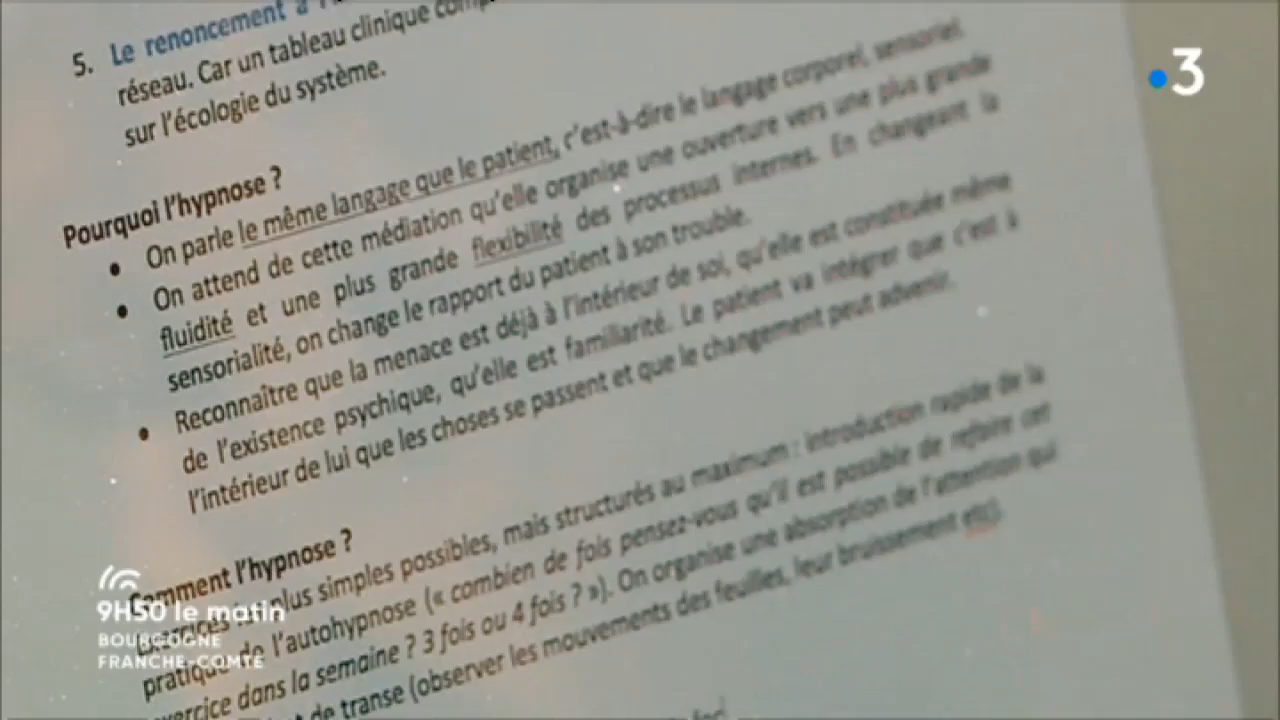 5. Le renoncement à
réseau. Car un tableau clinique
sur l'écologie du système.
3
Pourquoi l'hypnose ?
• On parle le même langage que le patient, c'est-à-dire le langage corporel, sensoriel.
• On attend de cette médiation qu'elle organise une ouverture vers une plus grande
fluidité et une plus grande flexibilité des processus internes. En changeant la
sensorialité, on change le rapport du patient à son trouble.
• Reconnaître que la menace est déjà à l'intérieur de soi, qu'elle est constituée même
de l'existence psychique, qu'elle est familiarité. Le patient va intégrer que c'est à
l'intérieur de lui que les choses se passent et que le changement peut advenir.
Comment l'hypnose ?
Exercices les plus simples possibles, mais structurés au maximum : introduction rapide de la
pratique de l'autohypnose (« combien de fois pensez-vous qu'il est possible de refaire cet
exercice dans la semaine ? 3 fois ou 4 fois ? »). On organise une absorption de l'attention qui
de transe (observer les mouvements des feuilles, leur bruissement etc).
9H50 le matin
BOURGOGNE
FRANCHE-COMTÉ